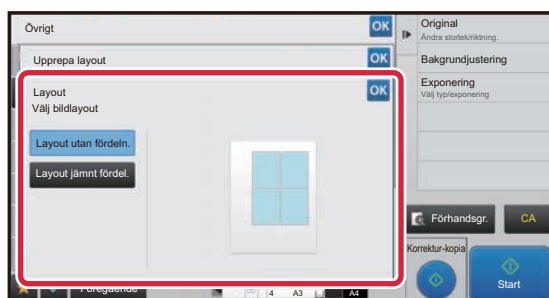 Övrigt
OK
Upprepa layout
OK
Layout
OK
Välj bildlayout
Layout utan fördeln.
Layout jämnt fördel.
Original
Ändra storlek/riktning.
Bakgrundjustering
Exponering
Välj typ/exponering
Förhandsgr.
CA
Korrektur-kopia
Start
Föregående
4
A3
A4